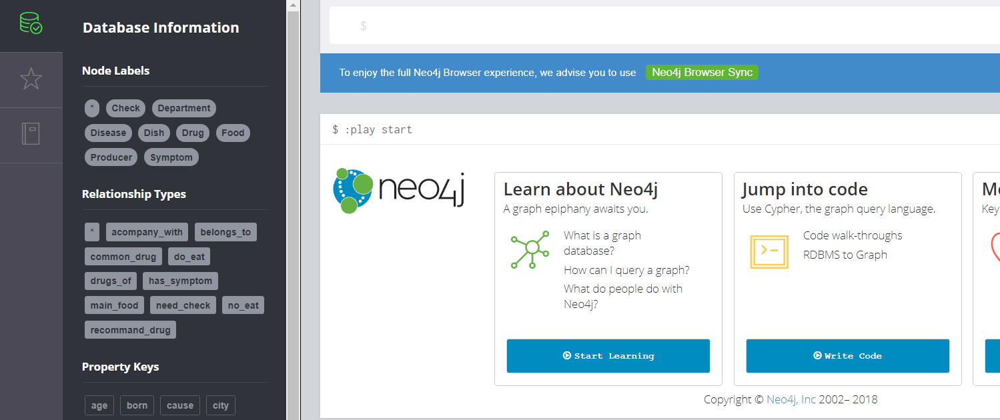 Database Information
Node Labels
* Check Department
Disease Dish Drug Food
Producer Symptom
Relationship Types
* acompany_with belongs_to
common_drug do_eat
drugs_of has_symptom
main_food need_check no_eat
recommand_drug
Property Keys
age born cause city
$
To enjoy the full Neo4j Browser experience, we advise you to use Neo4j Browser Sync
$ :play start
neo4j
Learn about Neo4j
A graph epiphany awaits you.
What is a graph
database?
How can I query a graph?
What do people do with
Neo4j?
Start Learning
Jump into code
Use Cypher, the graph query language.
Code walk-throughs
RDBMS to Graph
Write Code
Key
Copyright © Neo4j, Inc 2002– 2018